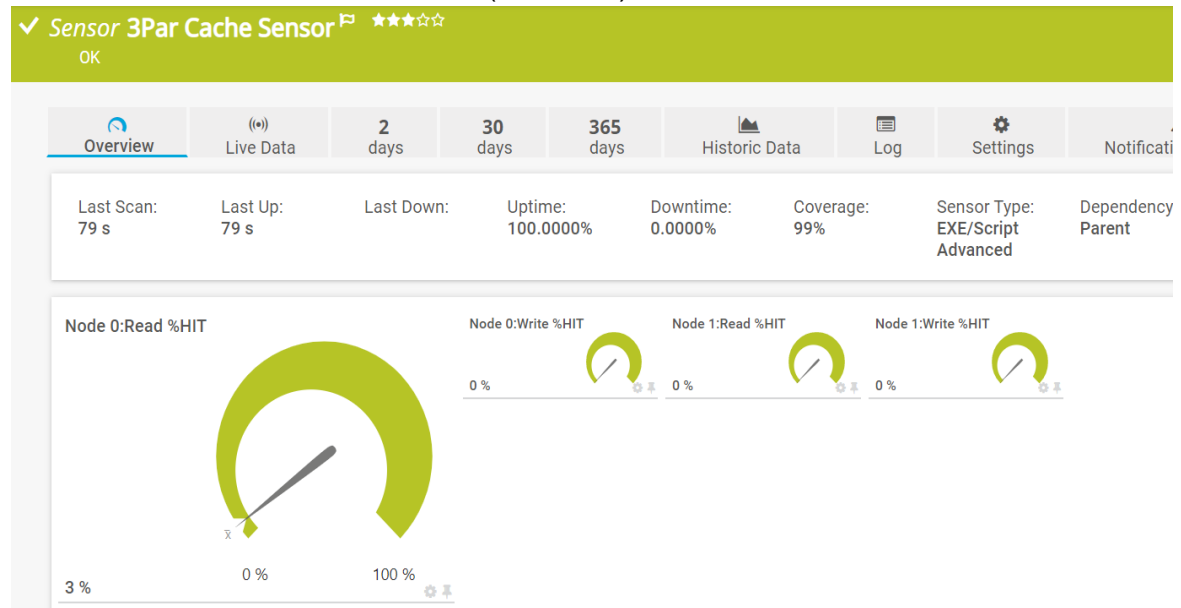 Sensor 3Par Cache Sensor
OK
Overview
Live Data
2
days
30
days
365
days
Historic Data
Log
Settings
Notificati
Last Scan:
79 s
Last Up:
79 s
Last Down:
Uptime:
100.0000%
Downtime:
0.0000%
Coverage:
99%
Sensor Type:
EXE/Script
Advanced
Dependency
Parent
Node 0:Read %HIT
x̄
0 %
100 %
3 %
Node 0:Write %HIT
0 %
Node 1:Read %HIT
0 %
Node 1:Write %HIT
0 %